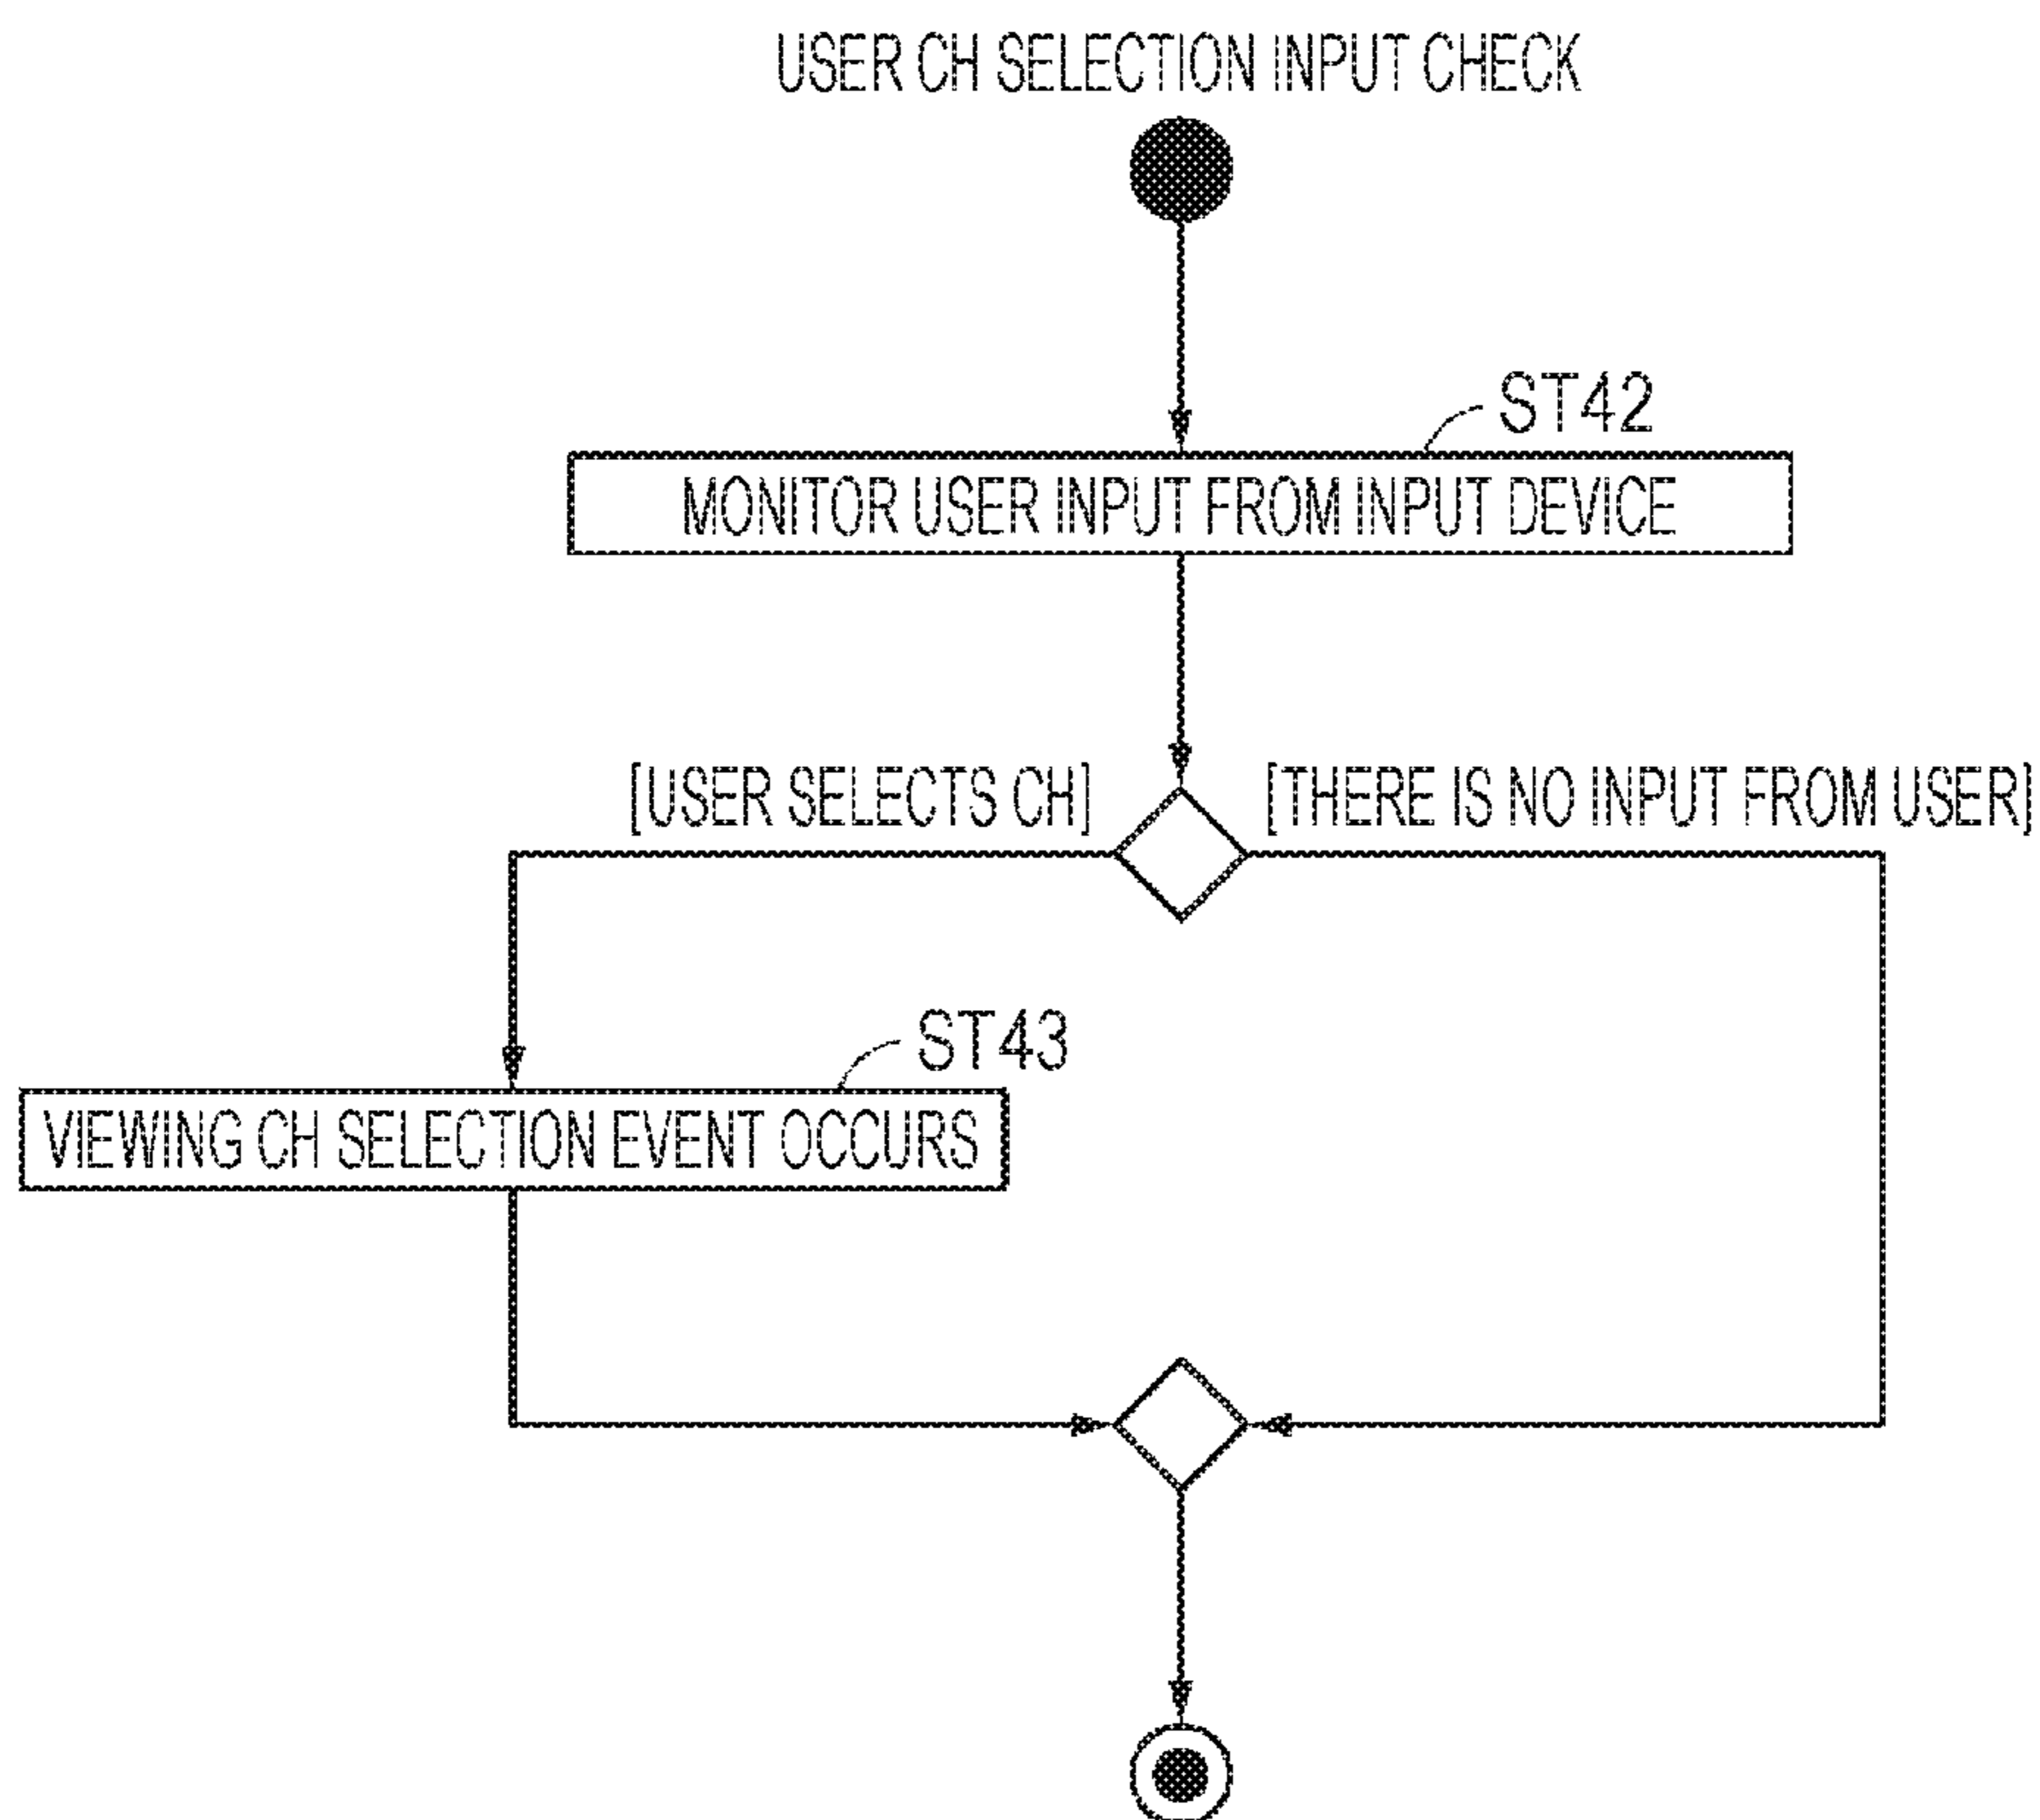 USER CH SELECTION INPUT CHECK
ST42
MONITOR USER INPUT FROM INPUT DEVICE
[USER SELECTS CH]
[THERE IS NO INPUT FROM USER]
ST43
VIEWING CH SELECTION EVENT OCCURS